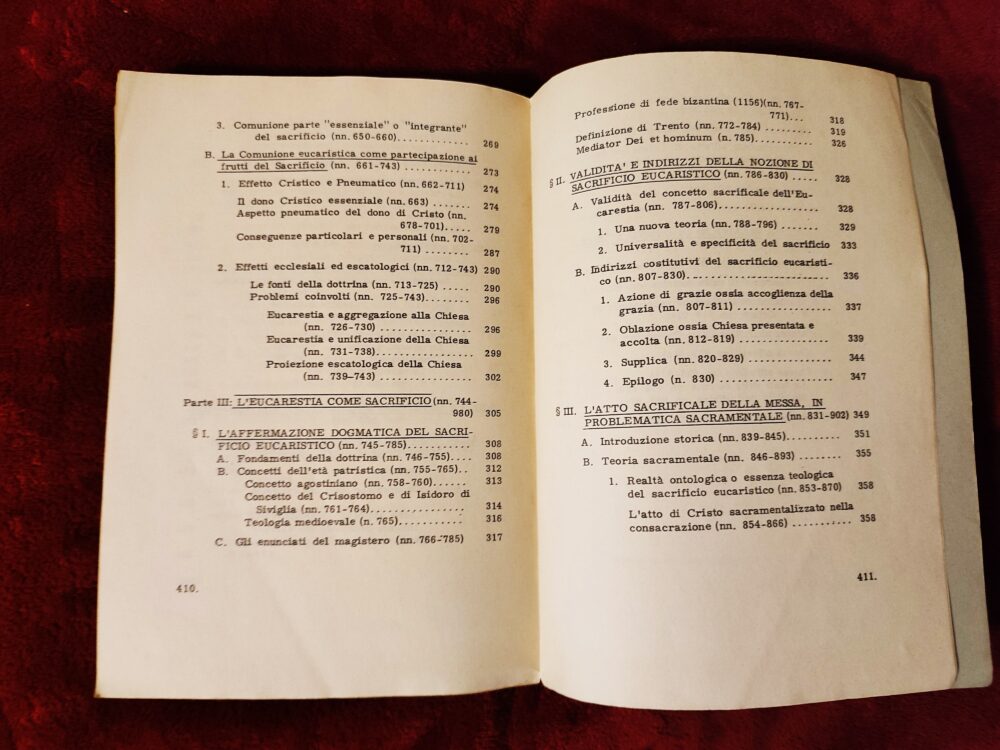 3. Comunione parte "essenziale" o "integrante"
del sacrificio (nn. 650-660)......... 269
B. La Comunione eucaristica come partecipazione ai
frutti del Sacrificio (nn. 661-743)......... 273
1. Effetto Cristico e Pneumatico (nn. 662-711) 274
Il dono Cristico essenziale (n. 663) ....... 274
Aspetto pneumatico del dono di Cristo (nn.
678-701)..... 279
Conseguenze particolari e personali (nn. 702-
711) ........ 287
2. Effetti ecclesiali ed escatologici (nn. 712-743) 290
Le fonti della dottrina (nn. 713-725) ..... 290
Problemi coinvolti (nn. 725-743)........ 296
Eucarestia e aggregazione alla Chiesa
(nn. 726-730) ............... 296
Eucarestia e unificazione della Chiesa
(nn. 731-738)............... 299
Proiezione escatologica della Chiesa
(nn. 739-743) ............... 302
Parte III: L'EUCARESTIA COME SACRIFICIO (nn. 744-
980) 305
§ I. L'AFFERMAZIONE DOGMATICA DEL SACRI-
FICIO EUCARISTICO (nn. 745-785).......... 308
A. Fondamenti della dottrina (nn. 746-755).... 308
B. Concetti dell'età patristica (nn. 755-765).. 312
Concetto agostiniano (nn. 758-760)...... 313
Concetto del Crisostomo e di Isidoro di
Siviglia (nn. 761-764)............... 314
Teologia medioevale (n. 765).......... 316
C. Gli enunciati del magistero (nn. 766-785) 317
410.
Professione di fede bizantina (1156)(nn. 767-
771)... 318
Definizione di Trento (nn. 772-784) ........ 319
Mediator Dei et hominum (n. 785)......... 326
§ II. VALIDITA' E INDIRIZZI DELLA NOZIONE DI
SACRIFICIO EUCARISTICO (nn. 786-830)..... 328
A. Validità del concetto sacrificale dell'Eu-
carestia (nn. 787-806)................ 328
1. Una nuova teoria (nn. 788-796) ...... 329
2. Universalità e specificità del sacrificio 333
B. Indirizzi costitutivi del sacrificio eucaristi-
co (nn. 807-830)..................... 336
1. Azione di grazie ossia accoglienza della
grazia (nn. 807-811) .............. 337
2. Oblazione ossia Chiesa presentata e
accolta (nn. 812-819) .............. 339
3. Supplica (nn. 820-829) ............. 344
4. Epilogo (n. 830) .................. 347
§ III. L'ATTO SACRIFICALE DELLA MESSA, IN
PROBLEMATICA SACRAMENTALE (nn. 831-902) 349
A. Introduzione storica (nn. 839-845).......... 351
B. Teoria sacramentale (nn. 846-893) ......... 355
1. Realtà ontologica o essenza teologica
del sacrificio eucaristico (nn. 853-870) 358
L'atto di Cristo sacramentalizzato nella
consacrazione (nn. 854-866) ........... 358
411.